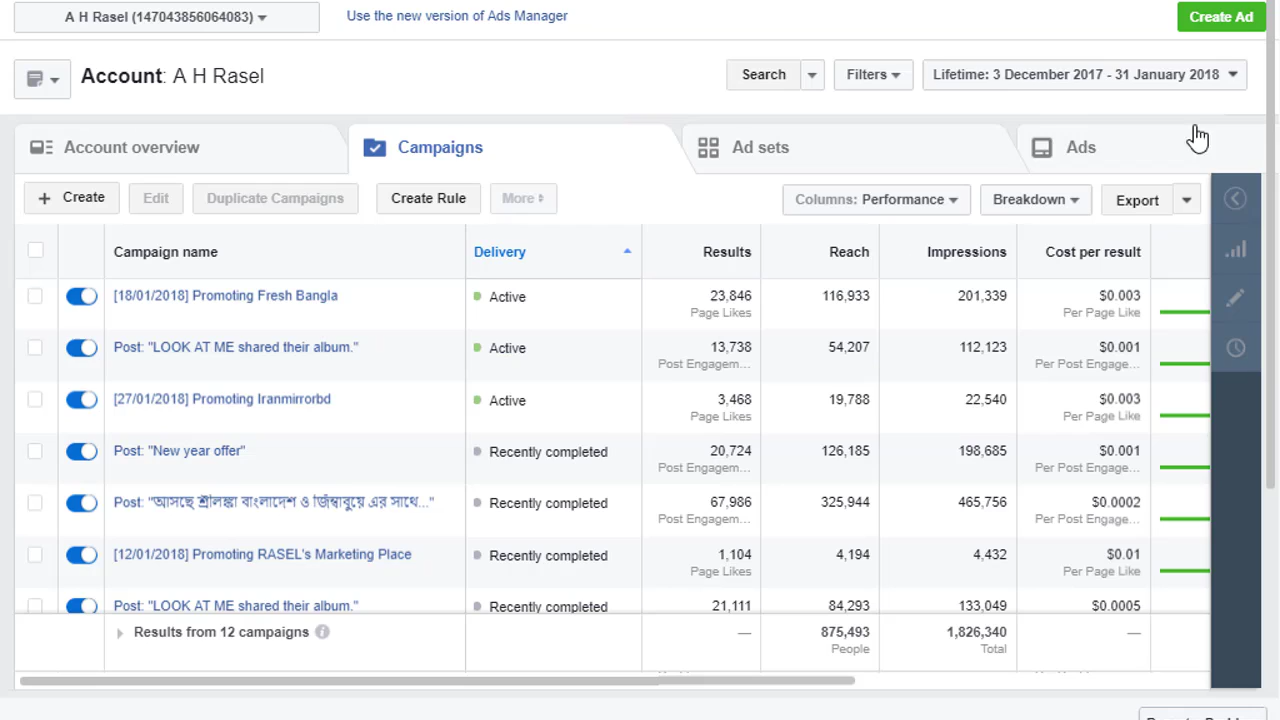 A H Rasel (147043856064083)
Use the new version of Ads Manager
Create Ad
Account: A H Rasel
Search
Filters
Lifetime: 3 December 2017 - 31 January 2018
Account overview
Campaigns
Ad sets
Ads
+ Create
Edit
Duplicate Campaigns
Create Rule
More
Columns: Performance
Breakdown
Export
Campaign name
Delivery
Results
Reach
Impressions
Cost per result
[18/01/2018] Promoting Fresh Bangla
Active
23,846
116,933
201,339
$0.003
Page Likes
Per Page Like
Post: "LOOK AT ME shared their album."
Active
13,738
54,207
112,123
$0.001
Post Engagem...
Per Post Engage...
[27/01/2018] Promoting Iranmirrorbd
Active
3,468
19,788
22,540
$0.003
Page Likes
Per Page Like
Post: "New year offer"
Recently completed
20,724
126,185
198,685
$0.001
Post Engagem...
Per Post Engage...
Post: "আসছে শ্রীলঙ্কা বাংলাদেশ ও জিম্বাবুয়ে এর সাথে..."
Recently completed
67,986
325,944
465,756
$0.0002
Post Engagem...
Per Post Engage...
[12/01/2018] Promoting RASEL's Marketing Place
Recently completed
1,104
4,194
4,432
$0.01
Page Likes
Per Page Like
Post: "LOOK AT ME shared their album."
Recently completed
21,111
84,293
133,049
$0.0005
Results from 12 campaigns
—
875,493
1,826,340
—
People
Total